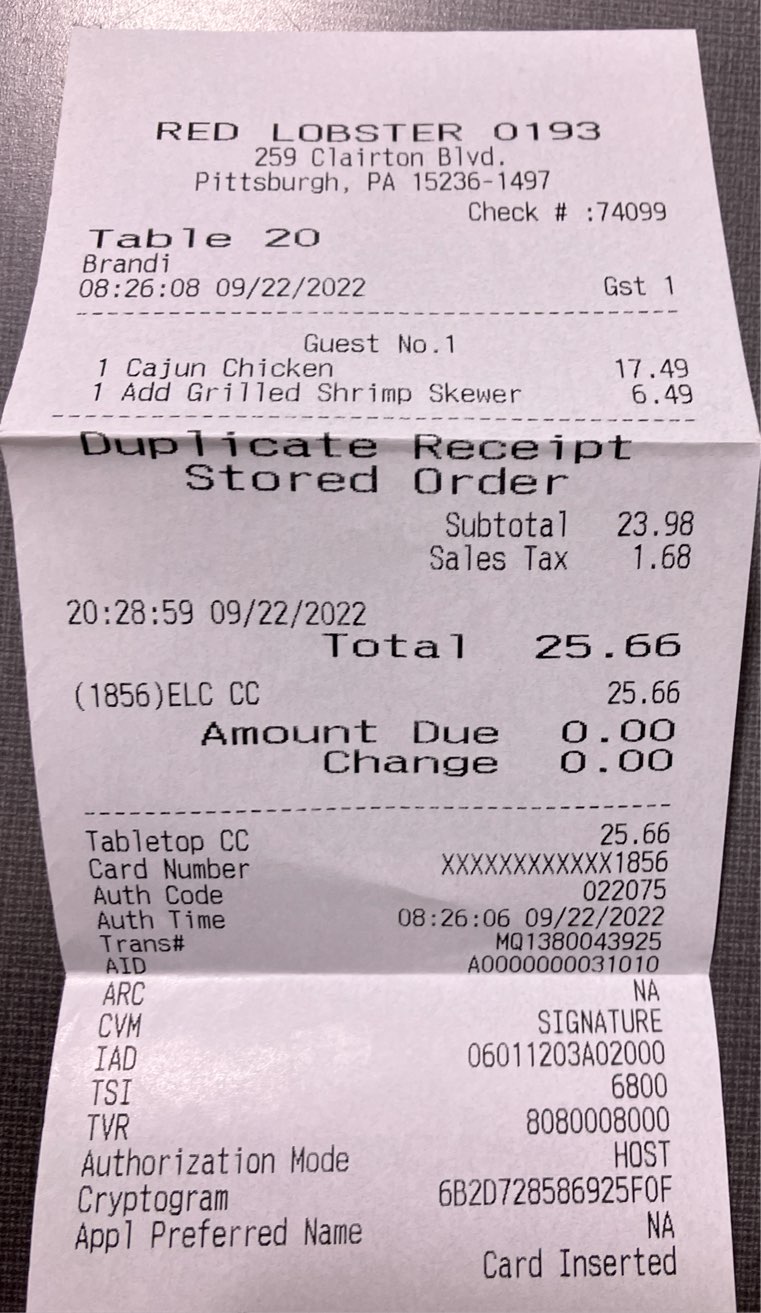 RED LOBSTER 0193
259 Clairton Blvd.
Pittsburgh, PA 15236-1497
Check # :74099
Table 20
Brandi
08:26:08 09/22/2022 Gst 1
Guest No.1
1 Cajun Chicken 17.49
1 Add Grilled Shrimp Skewer 6.49
Duplicate Receipt
Stored Order
Subtotal 23.98
Sales Tax 1.68
20:28:59 09/22/2022
Total 25.66
(1856)ELC CC 25.66
Amount Due 0.00
Change 0.00
Tabletop CC 25.66
Card Number XXXXXXXXXXXX1856
Auth Code 022075
Auth Time 08:26:06 09/22/2022
Trans# MQ1380043925
AID A0000000031010
ARC NA
CVM SIGNATURE
IAD 06011203A02000
TSI 6800
TVR 8080008000
Authorization Mode HOST
Cryptogram 6B2D728586925F0F
Appl Preferred Name NA
Card Inserted